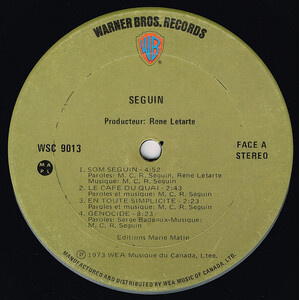 WARNER BROS. RECORDS
WB
SEGUIN
Producteur: Rene Letarte
WSC 9013
FACE A
STEREO
M A P L
1. SOM SEGUIN - 4:52
Paroles: M. C. R. Seguin, Rene Letarte
Musique: M. C. R. Seguin
2. LE CAFE DU QUAI - 2:43
Paroles et musique: M. C. R. Seguin
3. EN TOUTE SIMPLICITE - 2:23
Paroles et musique: M. C. R. Seguin
4. GENOCIDE - 8:23
Paroles: Serge Badeaux-Musique:
M. C. R. Seguin
Editions Marie Matin
℗ 1973 WEA Musique du Canada, Ltee.
MANUFACTURED AND DISTRIBUTED BY WEA MUSIC OF CANADA, LTD.